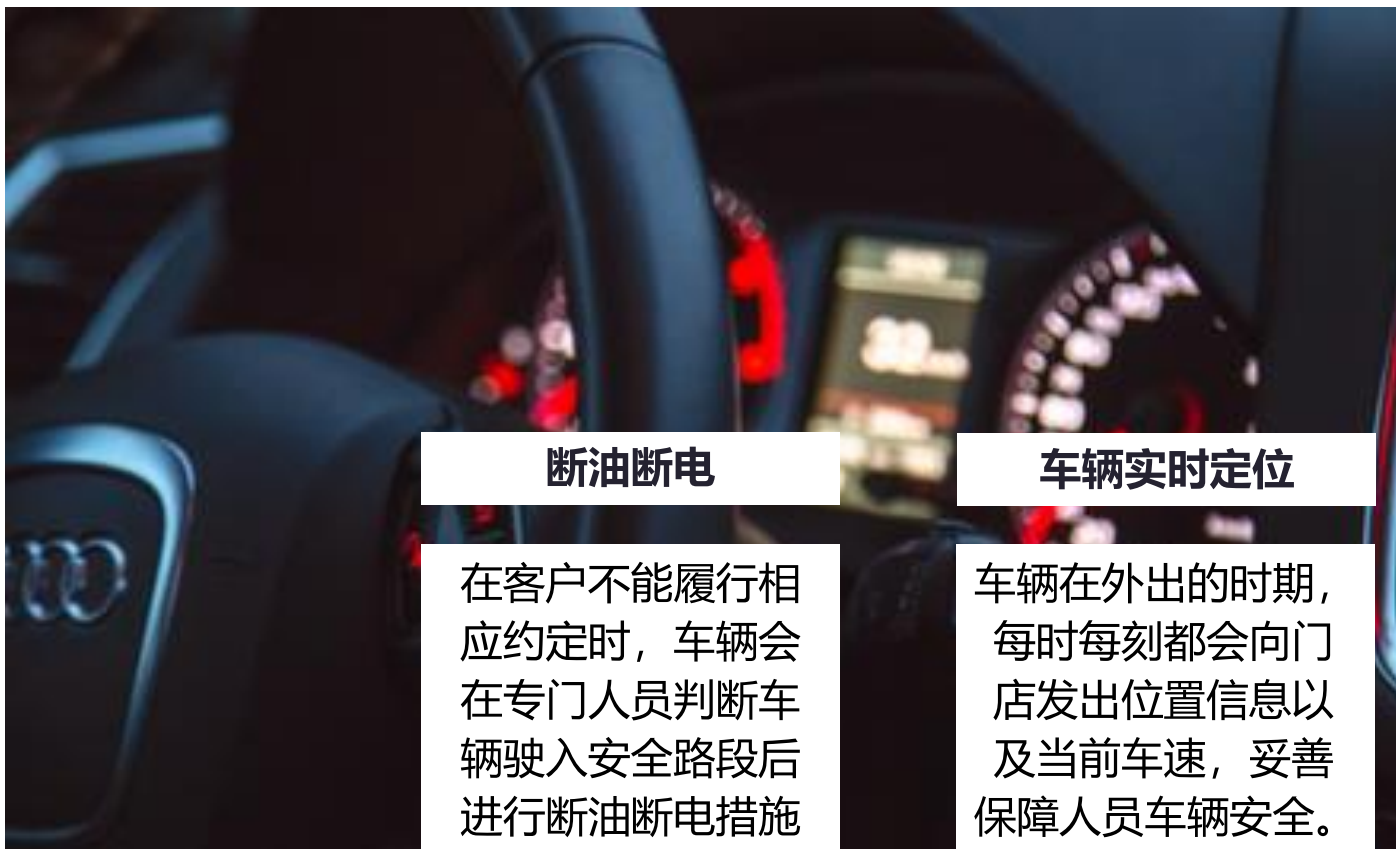 断油断电
在客户不能履行相
应约定时，车辆会
在专门人员判断车
辆驶入安全路段后
进行断油断电措施
车辆实时定位
车辆在外出的时期，
每时每刻都会向门
店发出位置信息以
及当前车速，妥善
保障人员车辆安全。